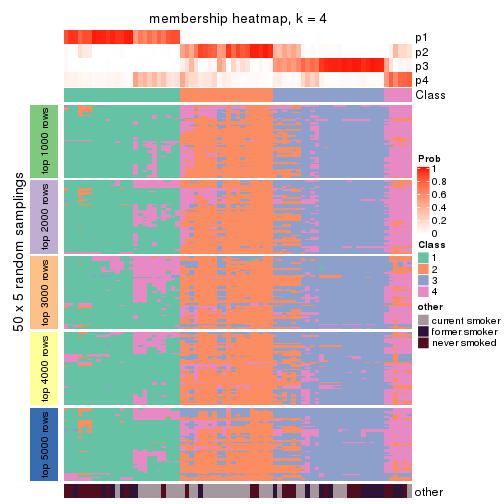 membership heatmap, k = 4
p1
p2
p3
p4
Class
50 x 5 random samplings
top 1000 rows
top 2000 rows
top 3000 rows
top 4000 rows
top 5000 rows
Prob
1
0.8
0.6
0.4
0.2
0
Class
1
2
3
4
other
current smoker
former smoker
never smoked
other